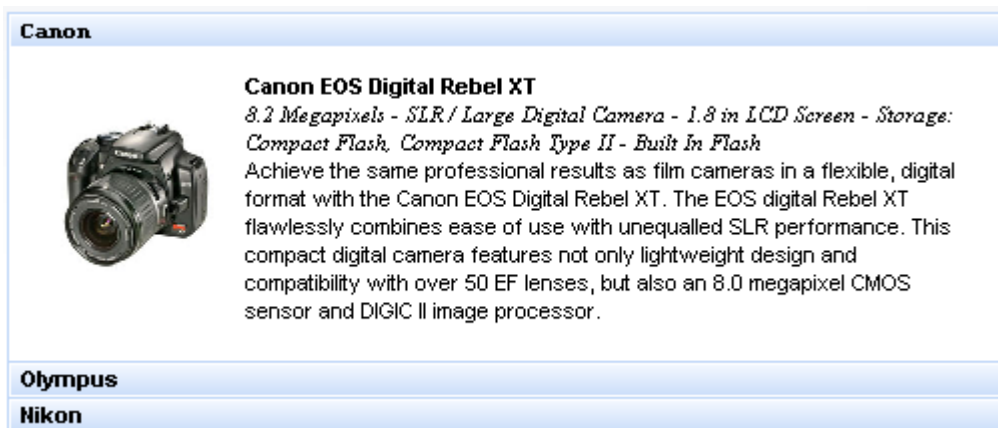 Canon
Canon EOS Digital Rebel XT
8.2 Megapixels - SLR / Large Digital Camera - 1.8 in LCD Screen - Storage:
Compact Flash, Compact Flash Type II - Built In Flash
Achieve the same professional results as film cameras in a flexible, digital
format with the Canon EOS Digital Rebel XT. The EOS digital Rebel XT
flawlessly combines ease of use with unequalled SLR performance. This
compact digital camera features not only lightweight design and
compatibility with over 50 EF lenses, but also an 8.0 megapixel CMOS
sensor and DIGIC II image processor.
Olympus
Nikon